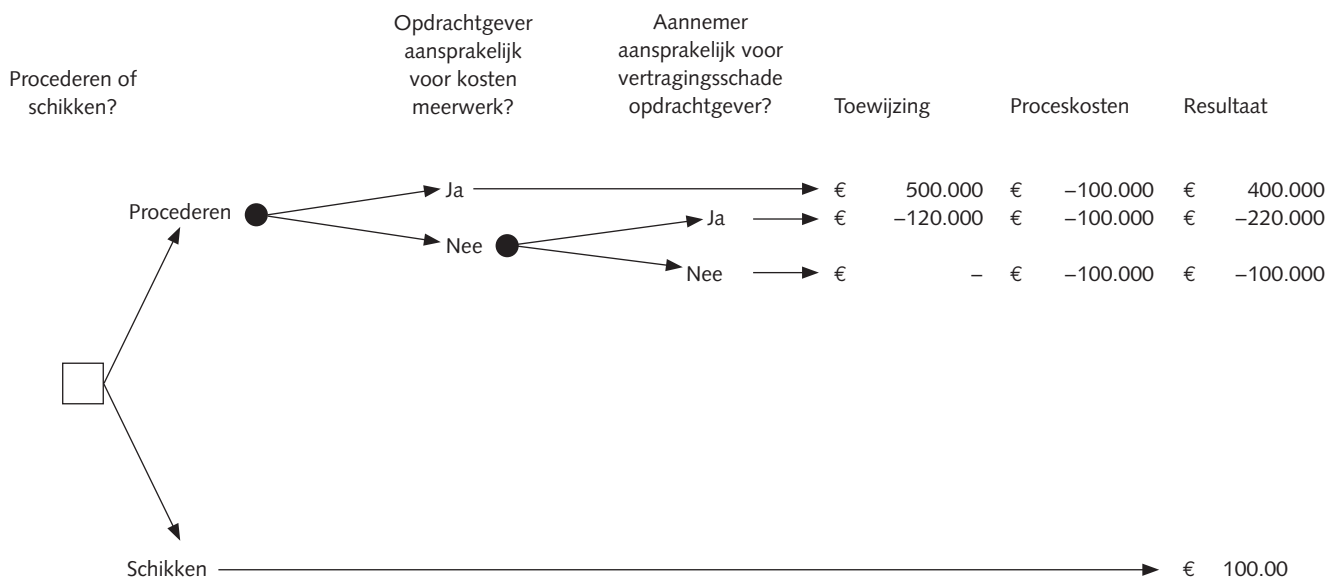 Procederen of
schikken?
Opdrachtgever
aansprakelijk
voor kosten
meerwerk?
Aannemer
aansprakelijk voor
vertragingsschade
opdrachtgever?
Toewijzing
Proceskosten
Resultaat
Ja € 500.000 € –100.000 € 400.000
Procederen
Ja € –120.000 € –100.000 € –220.000
Nee
Nee € – € –100.000 € –100.000
Schikken € 100.00